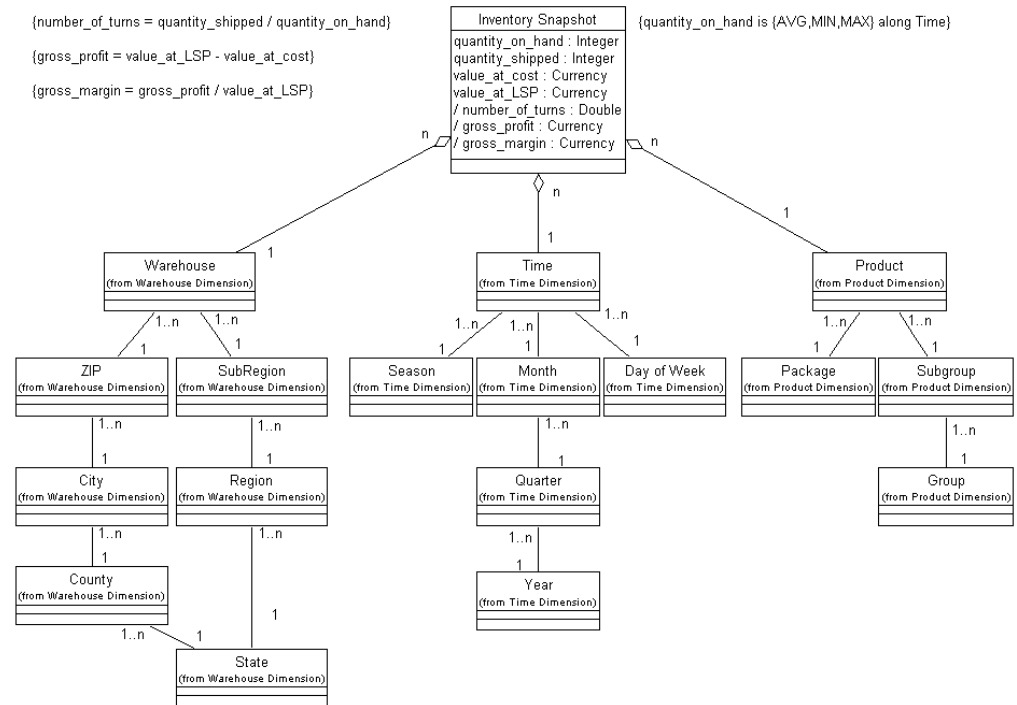 {number_of_turns = quantity_shipped / quantity_on_hand}
{gross_profit = value_at_LSP - value_at_cost}
{gross_margin = gross_profit / value_at_LSP}
Inventory Snapshot
quantity_on_hand : Integer
quantity_shipped : Integer
value_at_cost : Currency
value_at_LSP : Currency
/ number_of_turns : Double
/ gross_profit : Currency
/ gross_margin : Currency
{quantity_on_hand is {AVG,MIN,MAX} along Time}
n
n
n
1
1
1
Warehouse
(from Warehouse Dimension)
Time
(from Time Dimension)
Product
(from Product Dimension)
1..n
1..n
1..n
1..n
1..n
1..n
1..n
1
1
1
1
1
1
1
ZIP
(from Warehouse Dimension)
SubRegion
(from Warehouse Dimension)
Season
(from Time Dimension)
Month
(from Time Dimension)
Day of Week
(from Time Dimension)
Package
(from Product Dimension)
Subgroup
(from Product Dimension)
1..n
1..n
1..n
1..n
1
1
1
1
City
(from Warehouse Dimension)
Region
(from Warehouse Dimension)
Quarter
(from Time Dimension)
Group
(from Product Dimension)
1..n
1..n
1..n
1
1
County
(from Warehouse Dimension)
Year
(from Time Dimension)
1..n
1
1
State
(from Warehouse Dimension)